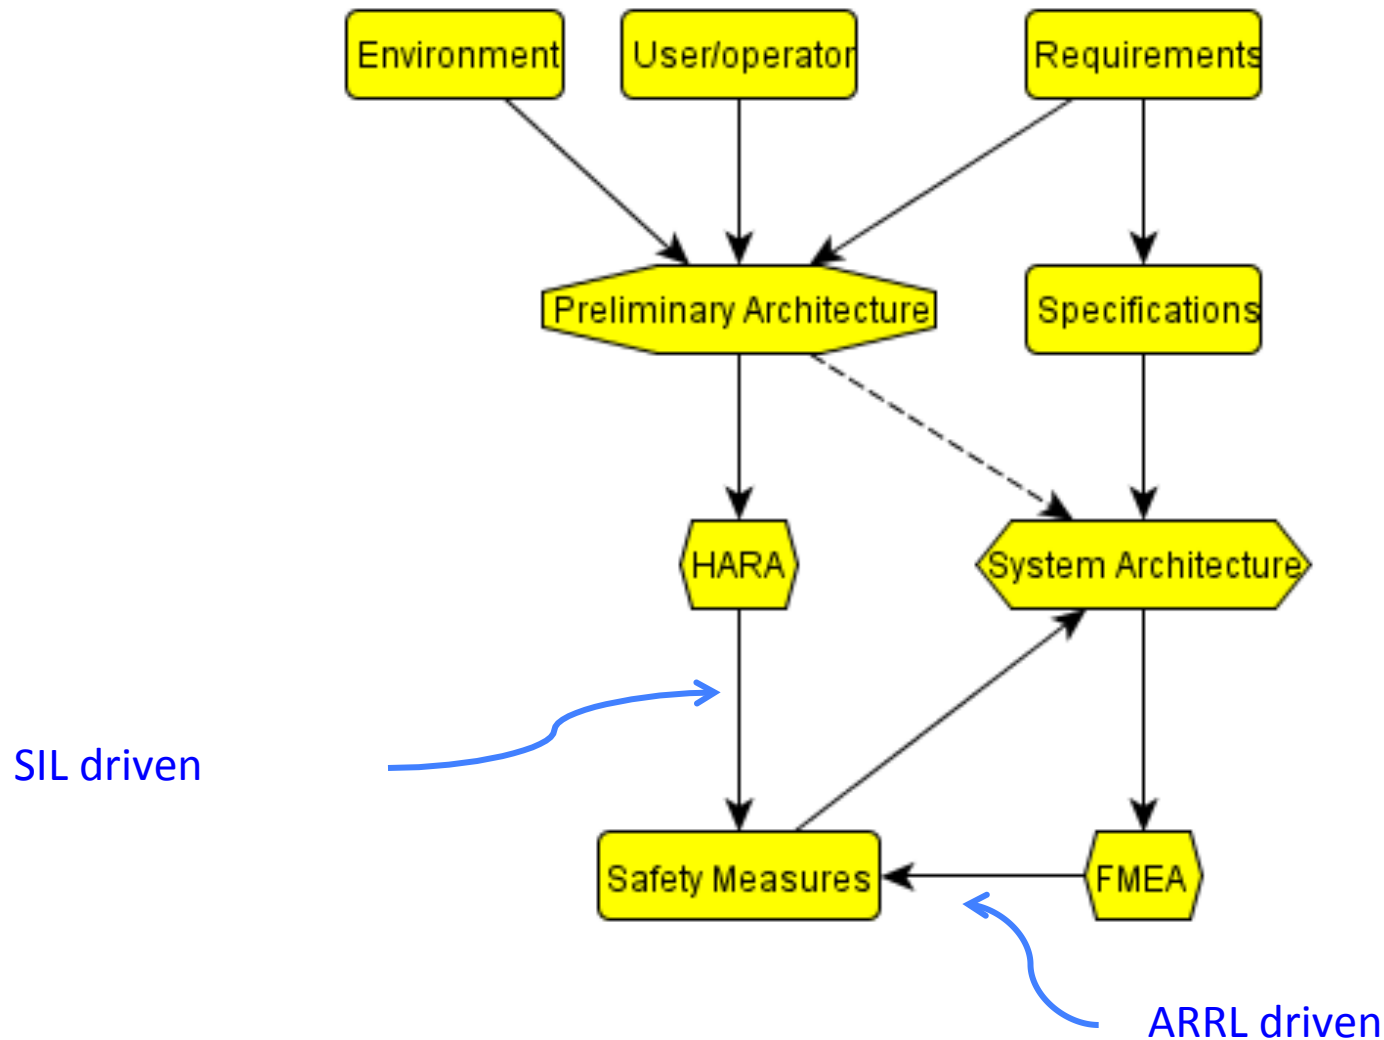 Environment
User/operator
Requirements
Preliminary Architecture
Specifications
HARA
System Architecture
SIL driven
Safety Measures
FMEA
ARRL driven